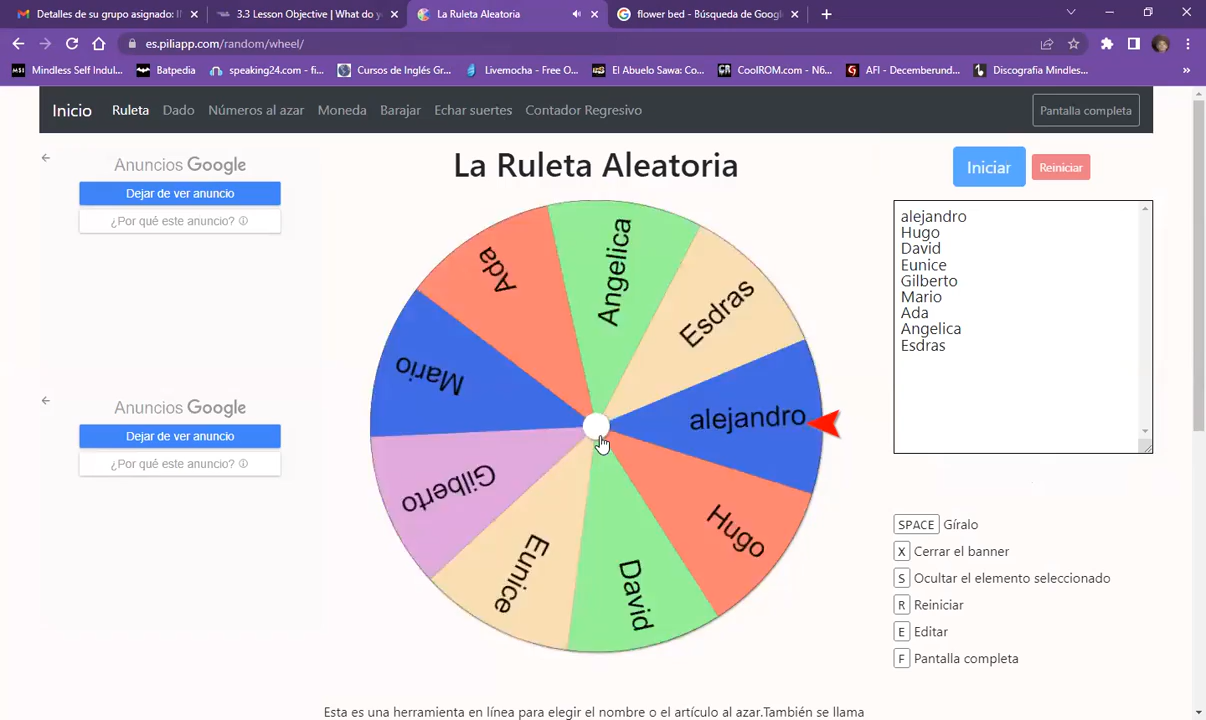 Detalles de su grupo asignado: I
3.3 Lesson Objective | What do y
La Ruleta Aleatoria
flower bed - Búsqueda de Googl
es.piliapp.com/random/wheel/
Mindless Self Indul...
Batpedia
speaking24.com - fi...
Cursos de Inglés Gr...
Livemocha - Free O...
El Abuelo Sawa: Co...
CoolROM.com - N6...
AFI - Decemberund...
Discografia Mindles...
Inicio
Ruleta
Dado
Números al azar
Moneda
Barajar
Echar suertes
Contador Regresivo
Pantalla completa
Anuncios Google
Dejar de ver anuncio
¿Por qué este anuncio?
Anuncios Google
Dejar de ver anuncio
¿Por qué este anuncio?
La Ruleta Aleatoria
Angelica
Esdras
alejandro
Hugo
David
Eunice
Gilberto
Mario
Ada
Iniciar
Reiniciar
alejandro
Hugo
David
Eunice
Gilberto
Mario
Ada
Angelica
Esdras
SPACE Gíralo
X Cerrar el banner
S Ocultar el elemento seleccionado
R Reiniciar
E Editar
F Pantalla completa
Esta es una herramienta en línea para elegir el nombre o el artículo al azar.También se llama